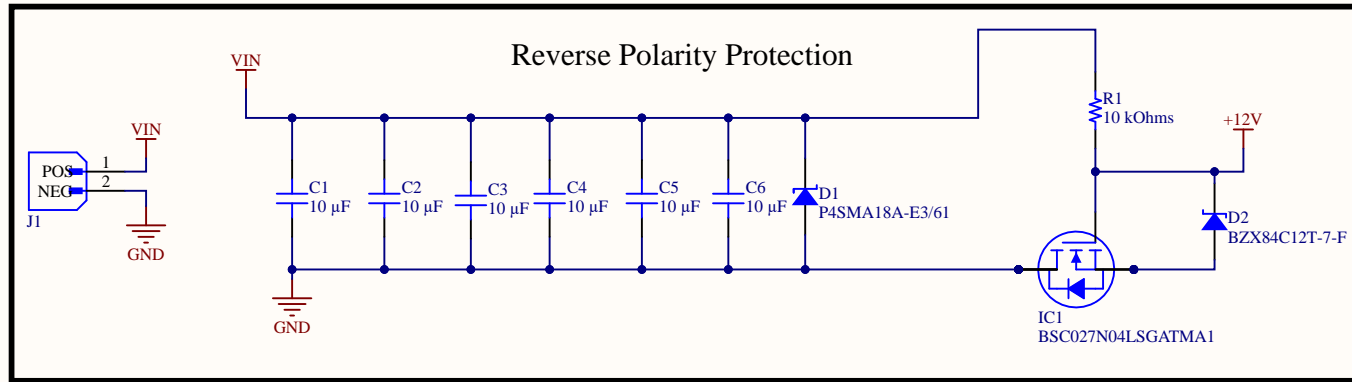 Reverse Polarity Protection
VIN
R1
10 kOhms
+12V
VIN
POS
1
NEG
2
J1
GND
C1
10 µF
C2
10 µF
C3
10 µF
C4
10 µF
C5
10 µF
C6
10 µF
D1
P4SMA18A-E3/61
D2
BZX84C12T-7-F
GND
IC1
BSC027N04LSGATMA1